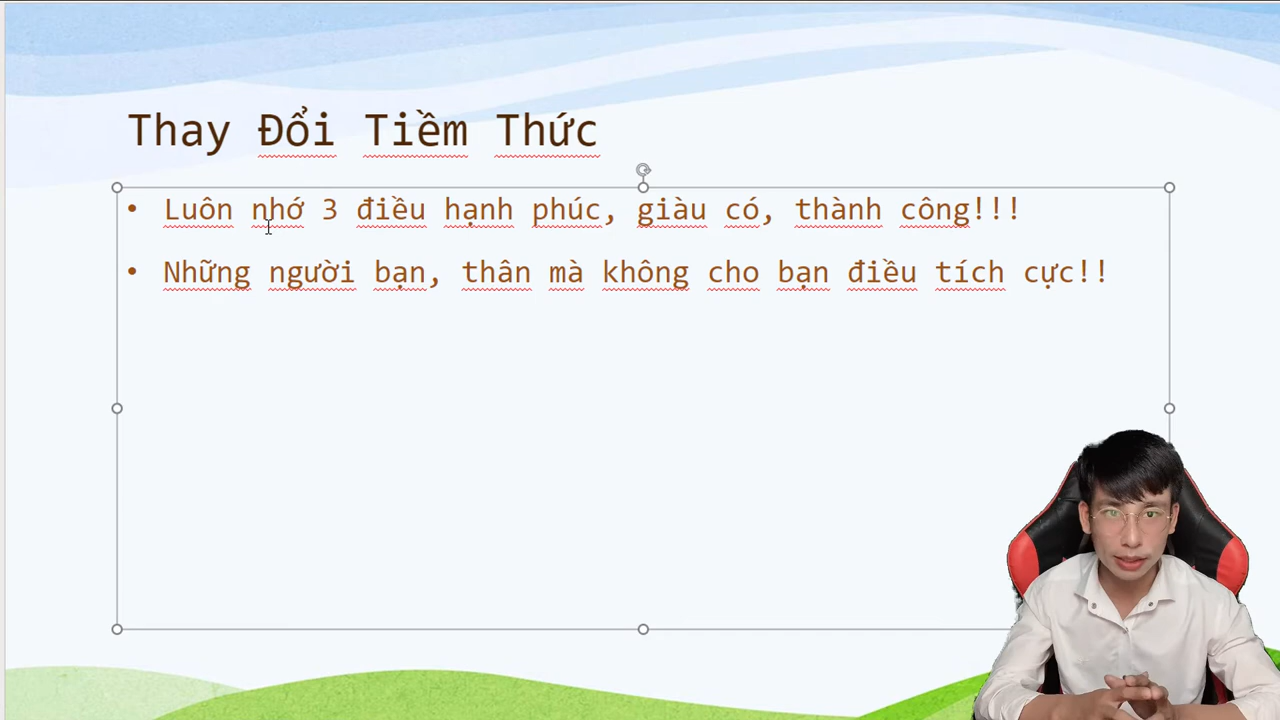 Thay Đổi Tiềm Thức
• Luôn nhớ 3 điều hạnh phúc, giàu có, thành công!!!
• Những người bạn, thân mà không cho bạn điều tích cực!!